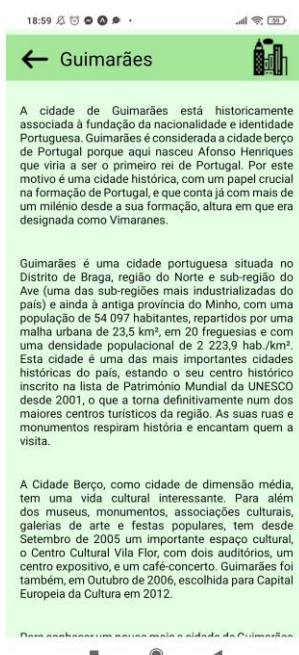 18:59
59
Guimarães
A cidade de Guimarães está historicamente
associada à fundação da nacionalidade e identidade
Portuguesa. Guimarães é considerada a cidade berço
de Portugal porque aqui nasceu Afonso Henriques
que viria a ser o primeiro rei de Portugal. Por este
motivo é uma cidade histórica, com um papel crucial
na formação de Portugal, e que conta já com mais de
um milénio desde a sua formação, altura em que era
designada como Vimaranes.
Guimarães é uma cidade portuguesa situada no
Distrito de Braga, região do Norte e sub-região do
Ave (uma das sub-regiões mais industrializadas do
país) e ainda à antiga província do Minho, com uma
população de 54 097 habitantes, repartidos por uma
malha urbana de 23,5 km², em 20 freguesias e com
uma densidade populacional de 2 223,9 hab./km².
Esta cidade é uma das mais importantes cidades
históricas do país, estando o seu centro histórico
inscrito na lista de Património Mundial da UNESCO
desde 2001, o que a torna definitivamente num dos
maiores centros turísticos da região. As suas ruas e
monumentos respiram história e encantam quem a
visita.
A Cidade Berço, como cidade de dimensão média,
tem uma vida cultural interessante. Para além
dos museus, monumentos, associações culturais,
galerias de arte e festas populares, tem desde
Setembro de 2005 um importante espaço cultural,
o Centro Cultural Vila Flor, com dois auditórios, um
centro expositivo, e um café-concerto. Guimarães foi
também, em Outubro de 2006, escolhida para Capital
Europeia da Cultura em 2012.
Para conhecer um pouco mais a cidade de Guimarães